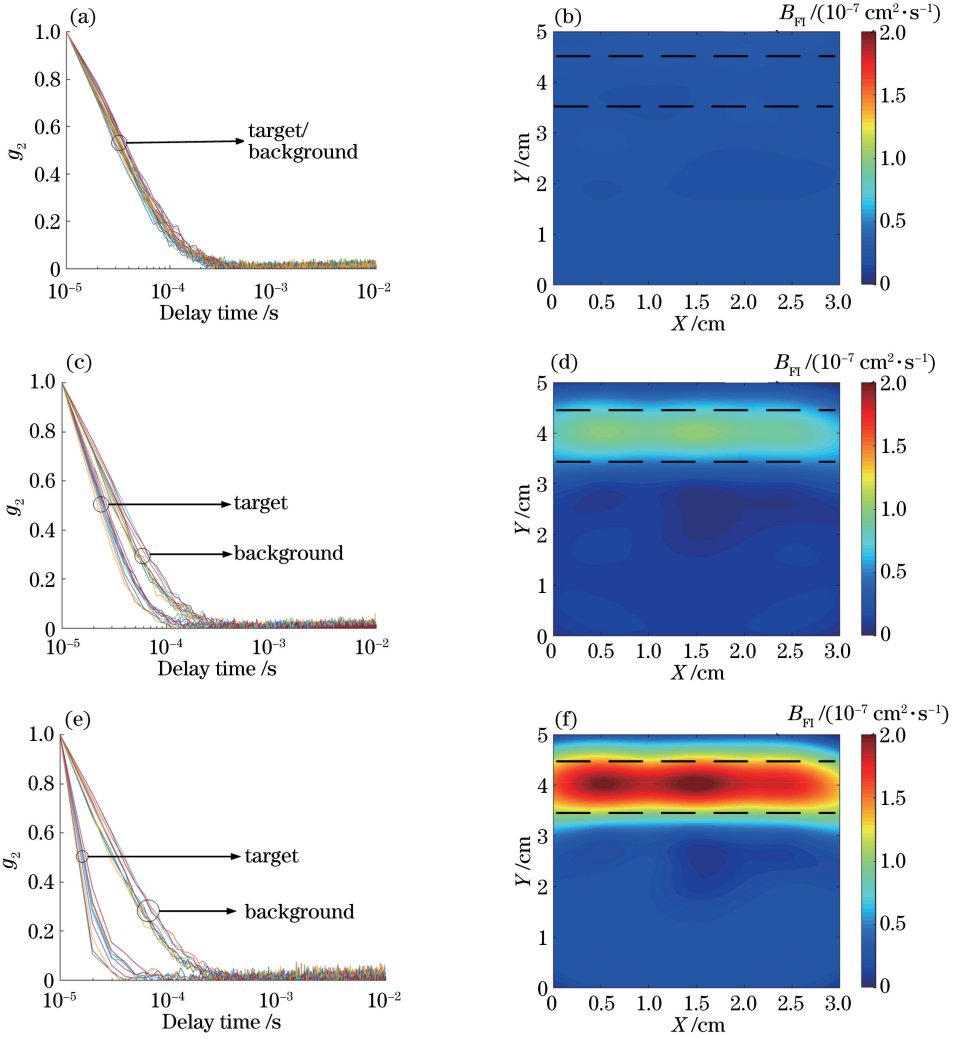 (a)
1.0
0.8
0.6
0.4
0.2
0
g₂
target/
background
10⁻⁵ 10⁻⁴ 10⁻³ 10⁻²
Delay time /s
(b)
B_FI /(10⁻⁷ cm²·s⁻¹)
5
4
3
2
1
0
Y/cm
0 0.5 1.0 1.5 2.0 2.5 3.0
X/cm
2.0
1.5
1.0
0.5
0
(c)
1.0
0.8
0.6
0.4
0.2
0
g₂
target
background
10⁻⁵ 10⁻⁴ 10⁻³ 10⁻²
Delay time /s
(d)
B_FI /(10⁻⁷ cm²·s⁻¹)
5
4
3
2
1
0
Y/cm
0 0.5 1.0 1.5 2.0 2.5 3.0
X/cm
2.0
1.5
1.0
0.5
0
(e)
1.0
0.8
0.6
0.4
0.2
0
g₂
target
background
10⁻⁵ 10⁻⁴ 10⁻³ 10⁻²
Delay time /s
(f)
B_FI /(10⁻⁷ cm²·s⁻¹)
5
4
3
2
1
0
Y/cm
0 0.5 1.0 1.5 2.0 2.5 3.0
X/cm
2.0
1.5
1.0
0.5
0